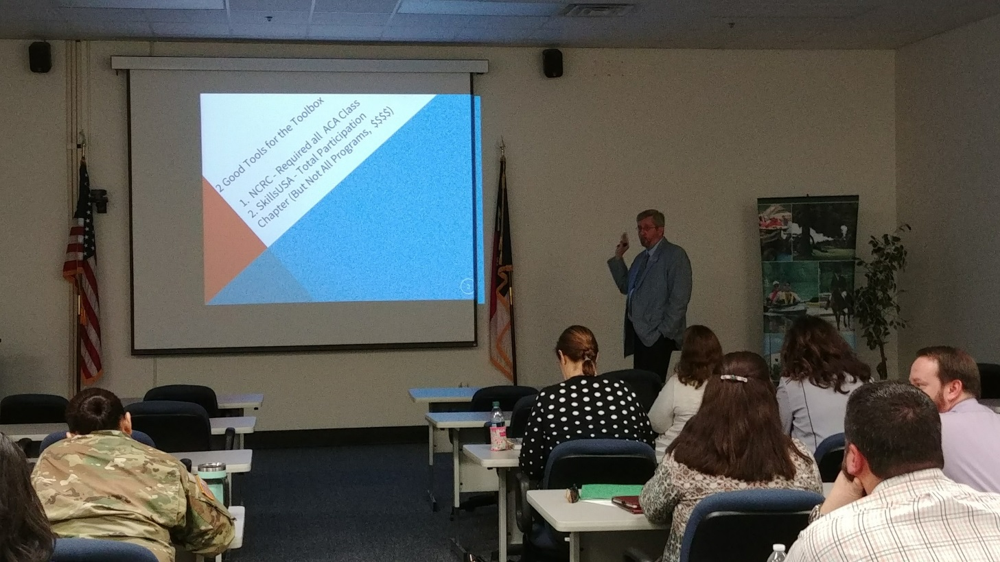 2 Good Tools for the Toolbox
1. NCRC - Required all ACA Class
2. SkillsUSA - Total Participation
Chapter (But Not All Programs, $$$$)